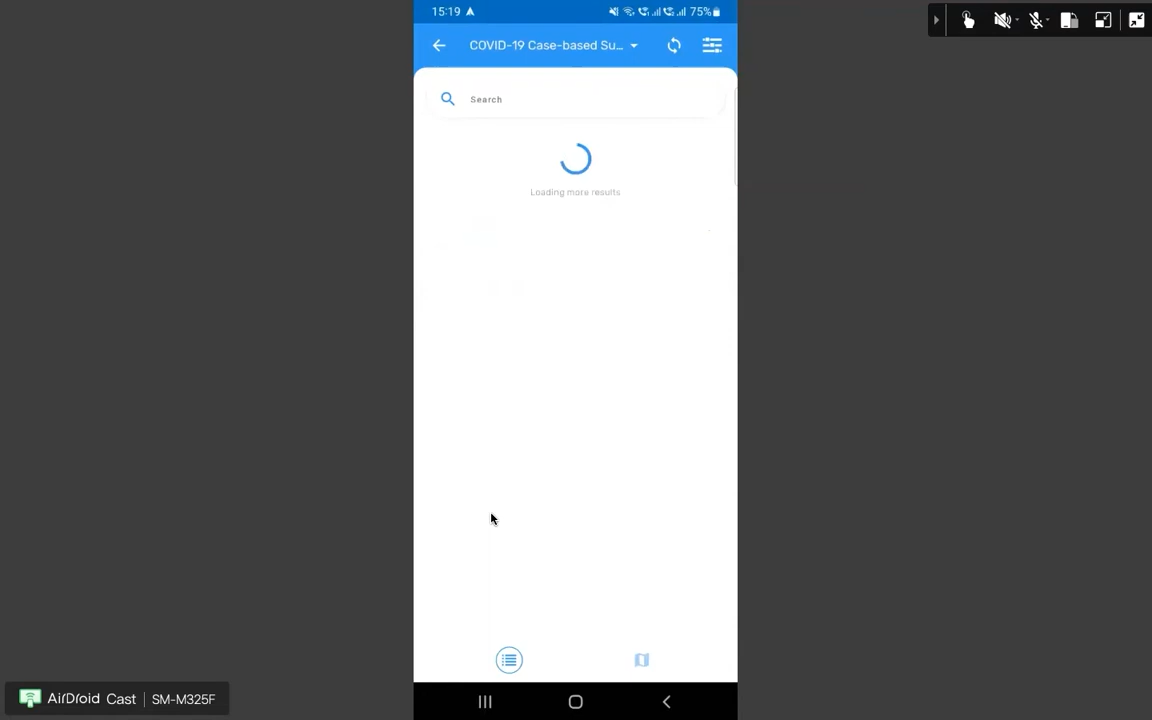 15:19
75%
COVID-19 Case-based Su...
Search
Loading more results
AirDroid Cast | SM-M325F